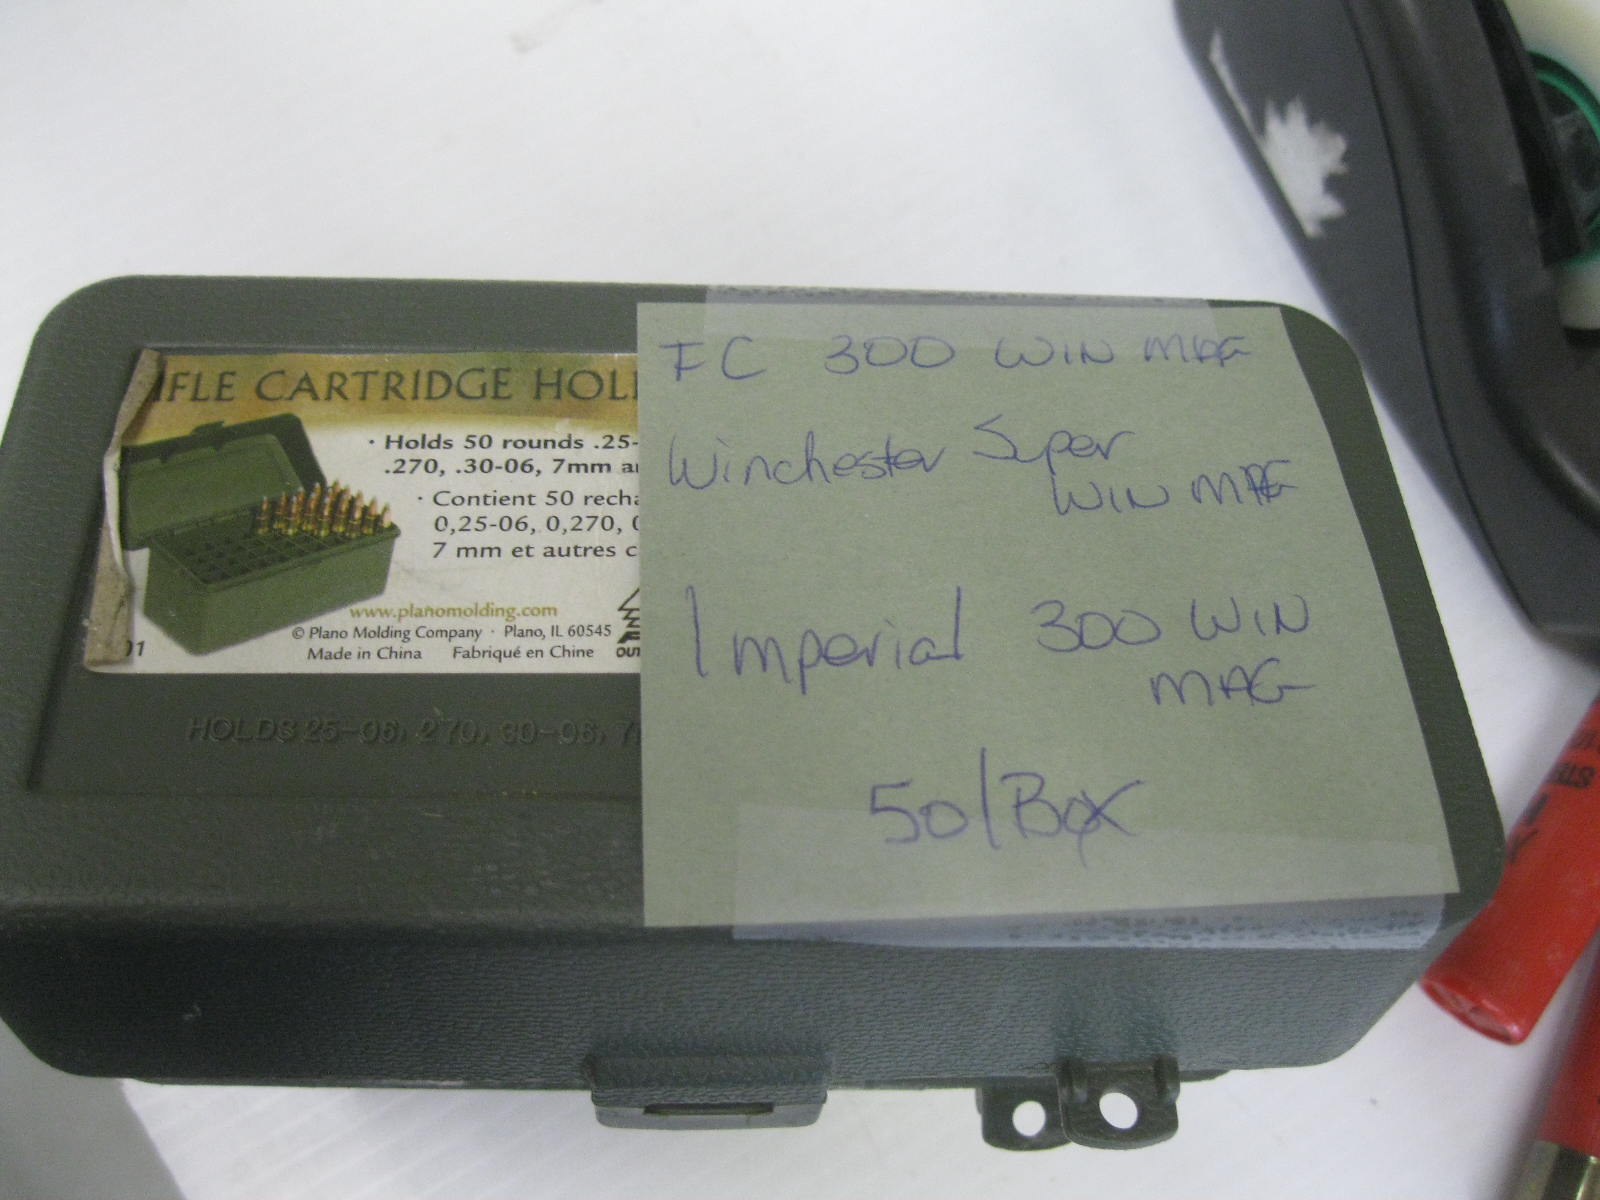 IFLE CARTRIDGE HOL
· Holds 50 rounds .25-
.270, .30-06, 7mm a
· Contient 50 recha
0,25-06, 0,270, 0
7 mm et autres c
www.planomolding.com
© Plano Molding Company · Plano, IL 60545
Made in China Fabriqué en Chine
OUT
01
HOLDS 25-06, 270, 30-06, 7
FC 300 WIN MAG
Winchester Super
WIN MAG
Imperial 300 WIN
MAG
50/Box